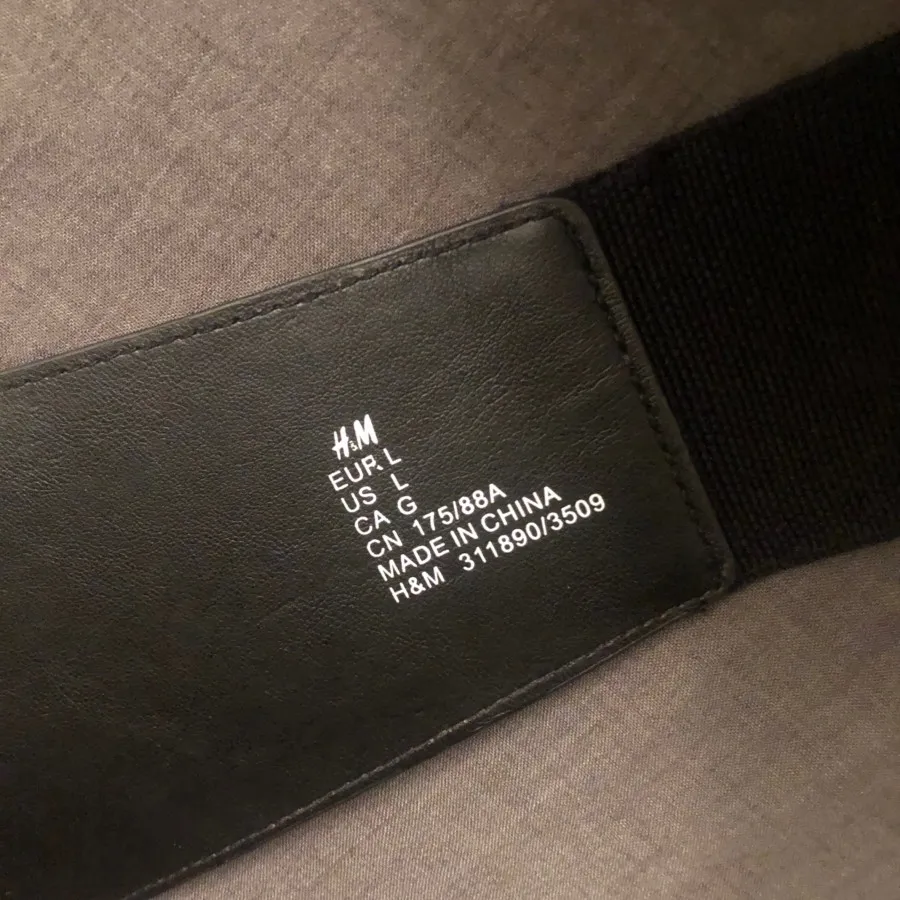 H&M
EUR L
US L
CA G
CN 175/88A
MADE IN CHINA
H&M 311890/3509